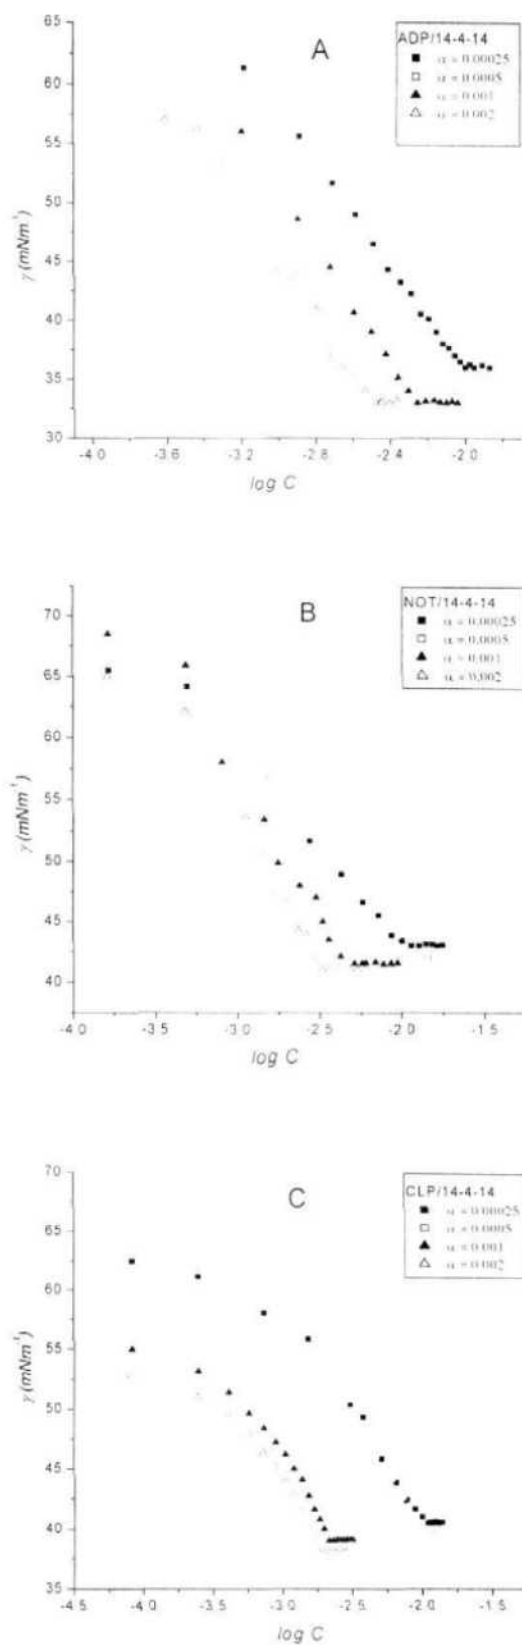 A
ADP/14-4-14
α = 0.00025
α = 0.0005
α = 0.001
α = 0.002
65
60
55
50
45
40
35
30
γ (mNm⁻¹)
-4.0 -3.6 -3.2 -2.8 -2.4 -2.0
log C
B
NOT/14-4-14
α = 0.00025
α = 0.0005
α = 0.001
α = 0.002
70
65
60
55
50
45
40
γ (mNm⁻¹)
-4.0 -3.5 -3.0 -2.5 -2.0 -1.5
log C
C
CLP/14-4-14
α = 0.00025
α = 0.0005
α = 0.001
α = 0.002
70
65
60
55
50
45
40
35
γ (mNm⁻¹)
-4.5 -4.0 -3.5 -3.0 -2.5 -2.0 -1.5
log C